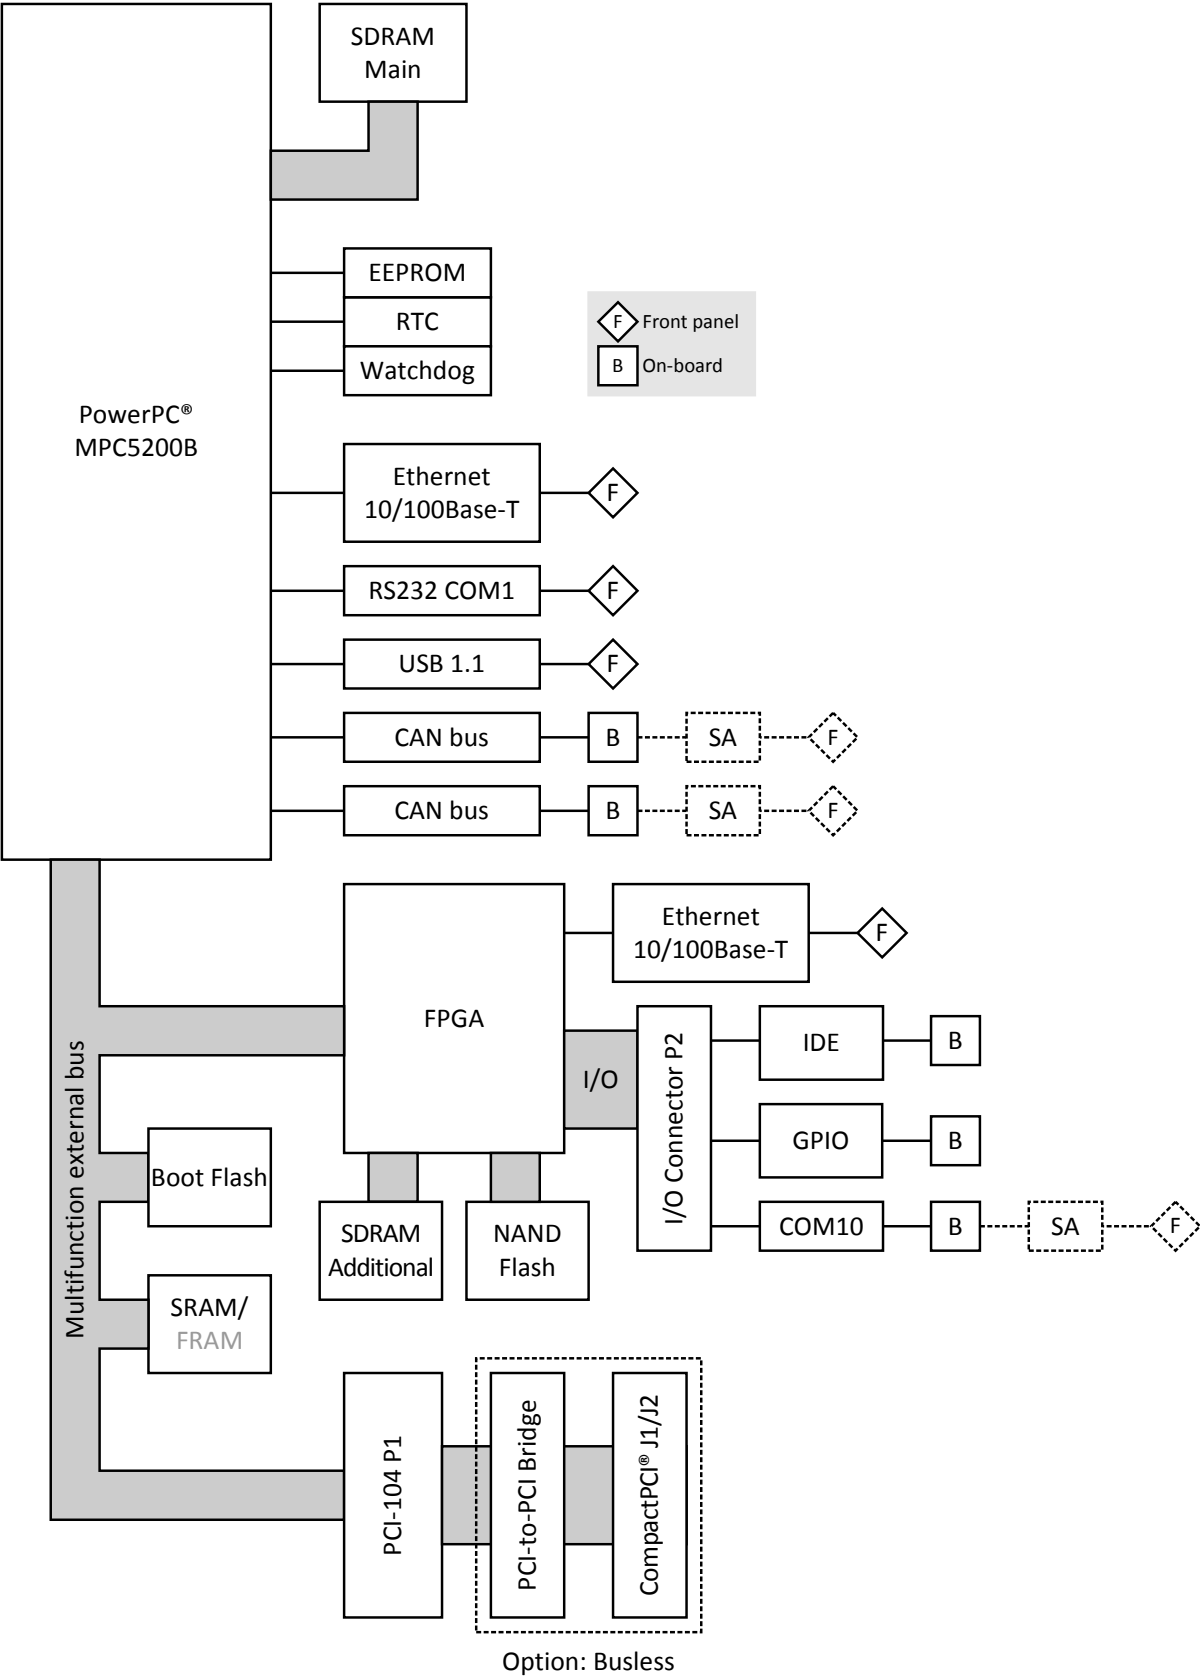 SDRAM
Main
EEPROM
RTC
Watchdog
F Front panel
B On-board
PowerPC®
MPC5200B
Ethernet
10/100Base-T
F
RS232 COM1
F
USB 1.1
F
CAN bus
B
SA
F
CAN bus
B
SA
F
FPGA
Ethernet
10/100Base-T
F
Multifunction external bus
I/O
I/O Connector P2
IDE
B
GPIO
B
COM10
B
SA
F
Boot Flash
SDRAM
Additional
NAND
Flash
SRAM/
FRAM
PCI-104 P1
PCI-to-PCI Bridge
CompactPCI® J1/J2
Option: Busless